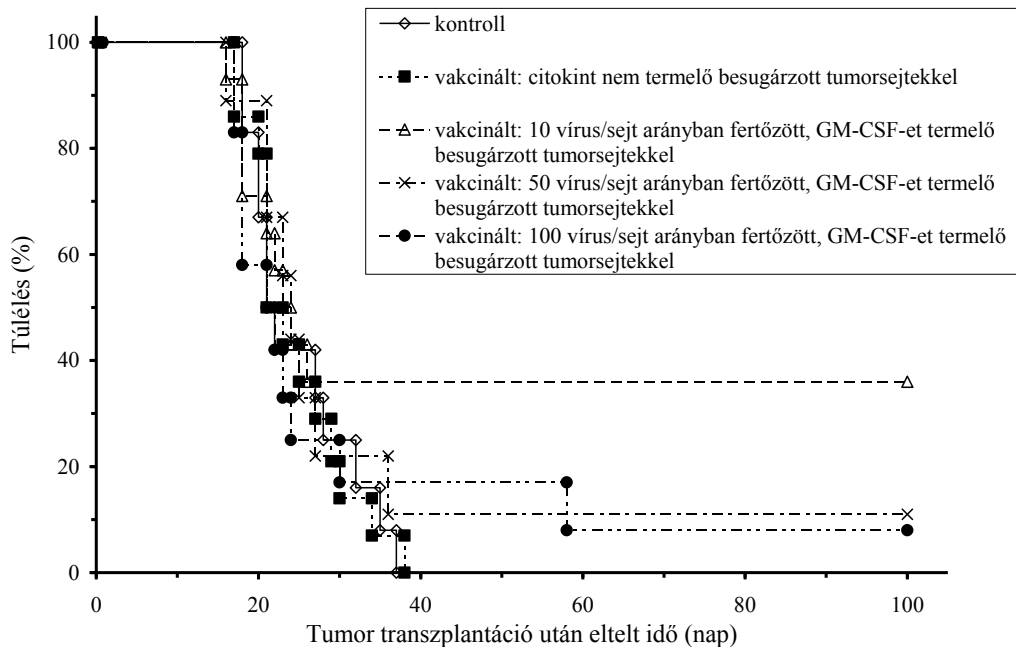 kontroll
vakcinált: citokint nem termelő besugárzott tumorsejtekkel
vakcinált: 10 vírus/sejt arányban fertőzött, GM-CSF-et termelő
besugárzott tumorsejtekkel
vakcinált: 50 vírus/sejt arányban fertőzött, GM-CSF-et termelő
besugárzott tumorsejtekkel
vakcinált: 100 vírus/sejt arányban fertőzött, GM-CSF-et termelő
besugárzott tumorsejtekkel
Túlélés (%)
100
80
60
40
20
0
0 20 40 60 80 100
Tumor transzplantáció után eltelt idő (nap)